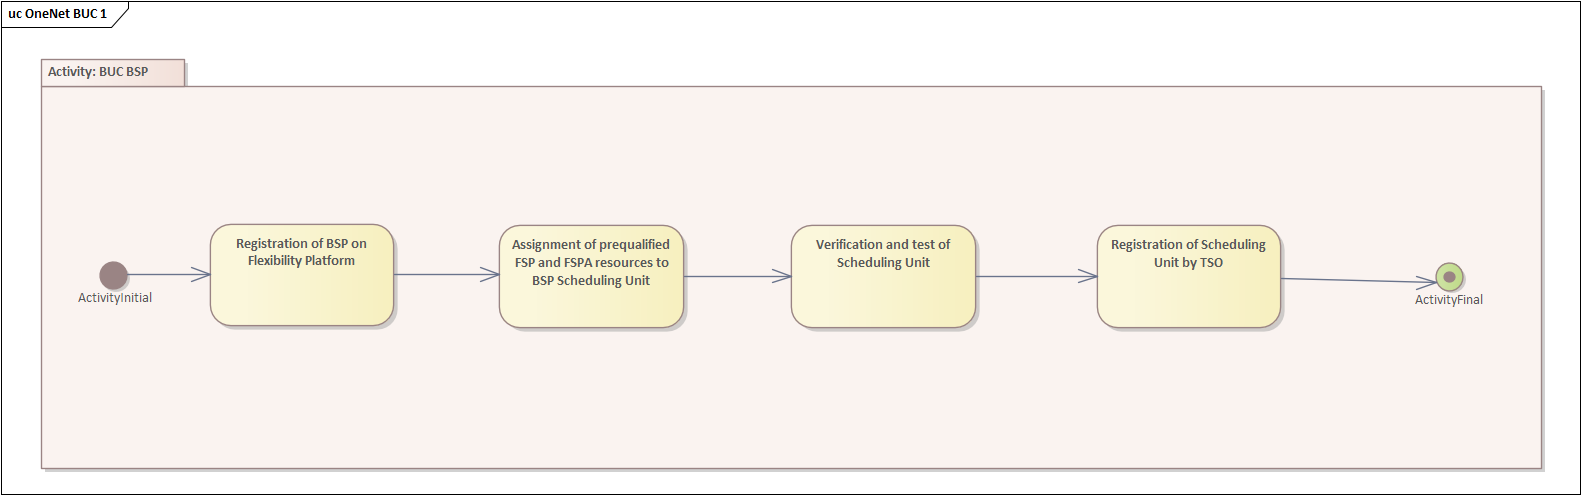 uc OneNet BUC 1
Activity: BUC BSP
ActivityInitial
Registration of BSP on
Flexibility Platform
Assignment of prequalified
FSP and FSPA resources to
BSP Scheduling Unit
Verification and test of
Scheduling Unit
Registration of Scheduling
Unit by TSO
ActivityFinal